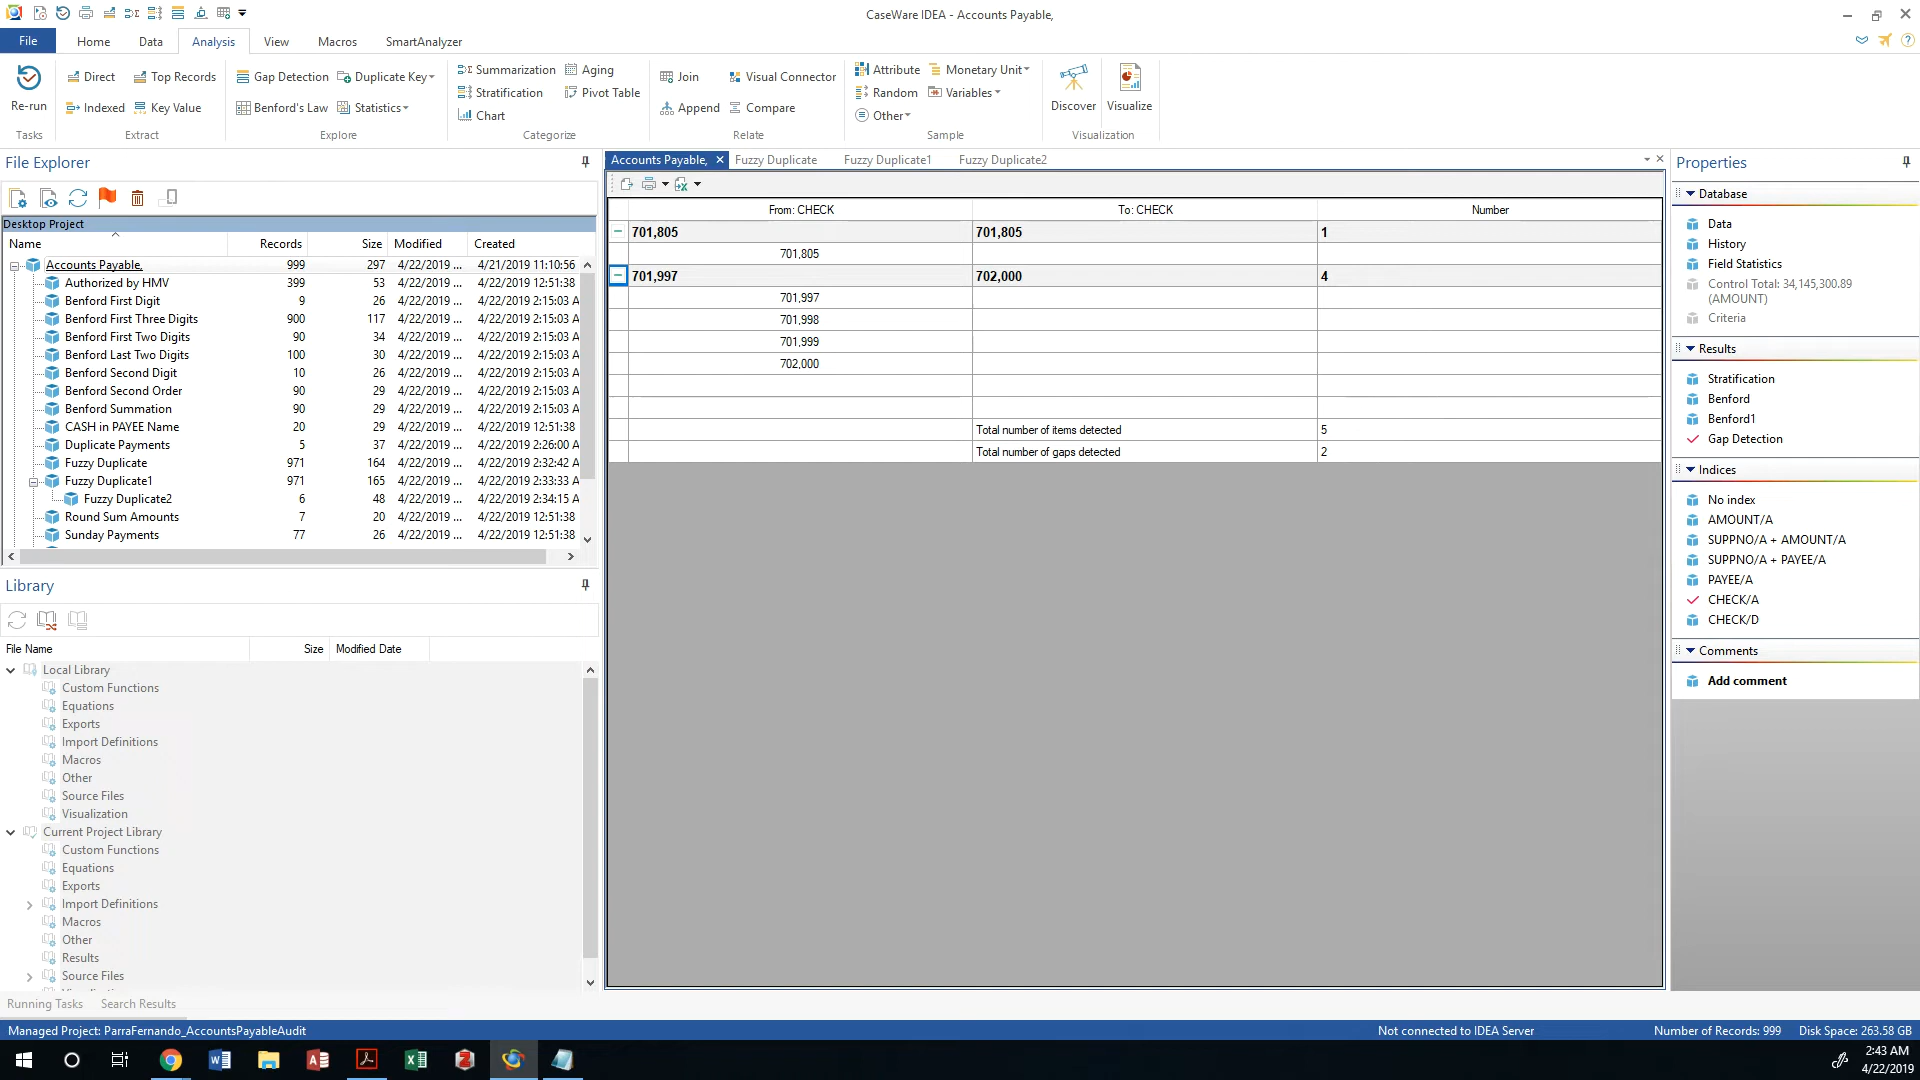 CaseWare IDEA - Accounts Payable,
File
Home
Data
Analysis
View
Macros
SmartAnalyzer
Re-run
Tasks
Direct
Top Records
Indexed
Key Value
Extract
Gap Detection
Duplicate Key
Benford's Law
Statistics
Explore
Summarization
Aging
Stratification
Pivot Table
Chart
Categorize
Join
Visual Connector
Append
Compare
Relate
Attribute
Monetary Unit
Random
Variables
Other
Sample
Discover
Visualize
Visualization
File Explorer
Desktop Project
Name Records Size Modified Created
Accounts Payable, 999 297 4/22/2019 ... 4/21/2019 11:10:56
Authorized by HMV 399 53 4/22/2019 ... 4/22/2019 12:51:38
Benford First Digit 9 26 4/22/2019 ... 4/22/2019 2:15:03 A
Benford First Three Digits 900 117 4/22/2019 ... 4/22/2019 2:15:03 A
Benford First Two Digits 90 34 4/22/2019 ... 4/22/2019 2:15:03 A
Benford Last Two Digits 100 30 4/22/2019 ... 4/22/2019 2:15:03 A
Benford Second Digit 10 26 4/22/2019 ... 4/22/2019 2:15:03 A
Benford Second Order 90 29 4/22/2019 ... 4/22/2019 2:15:03 A
Benford Summation 90 29 4/22/2019 ... 4/22/2019 2:15:03 A
CASH in PAYEE Name 20 29 4/22/2019 ... 4/22/2019 12:51:38
Duplicate Payments 5 37 4/22/2019 ... 4/22/2019 2:26:00 A
Fuzzy Duplicate 971 164 4/22/2019 ... 4/22/2019 2:32:42 A
Fuzzy Duplicate1 971 165 4/22/2019 ... 4/22/2019 2:33:33 A
Fuzzy Duplicate2 6 48 4/22/2019 ... 4/22/2019 2:34:15 A
Round Sum Amounts 7 20 4/22/2019 ... 4/22/2019 12:51:38
Sunday Payments 77 26 4/22/2019 ... 4/22/2019 12:51:38
Library
File Name Size Modified Date
Local Library
Custom Functions
Equations
Exports
Import Definitions
Macros
Other
Source Files
Visualization
Current Project Library
Custom Functions
Equations
Exports
Import Definitions
Macros
Other
Results
Source Files
Running Tasks Search Results
Accounts Payable, Fuzzy Duplicate Fuzzy Duplicate1 Fuzzy Duplicate2
From: CHECK To: CHECK Number
701,805 701,805 1
701,805
701,997 702,000 4
701,997
701,998
701,999
702,000
Total number of items detected 5
Total number of gaps detected 2
Properties
Database
Data
History
Field Statistics
Control Total: 34,145,300.89
(AMOUNT)
Criteria
Results
Stratification
Benford
Benford1
Gap Detection
Indices
No index
AMOUNT/A
SUPPNO/A + AMOUNT/A
SUPPNO/A + PAYEE/A
PAYEE/A
CHECK/A
CHECK/D
Comments
Add comment
Managed Project: ParraFernando_AccountsPayableAudit
Not connected to IDEA Server
Number of Records: 999
Disk Space: 263.58 GB
2:43 AM
4/22/2019